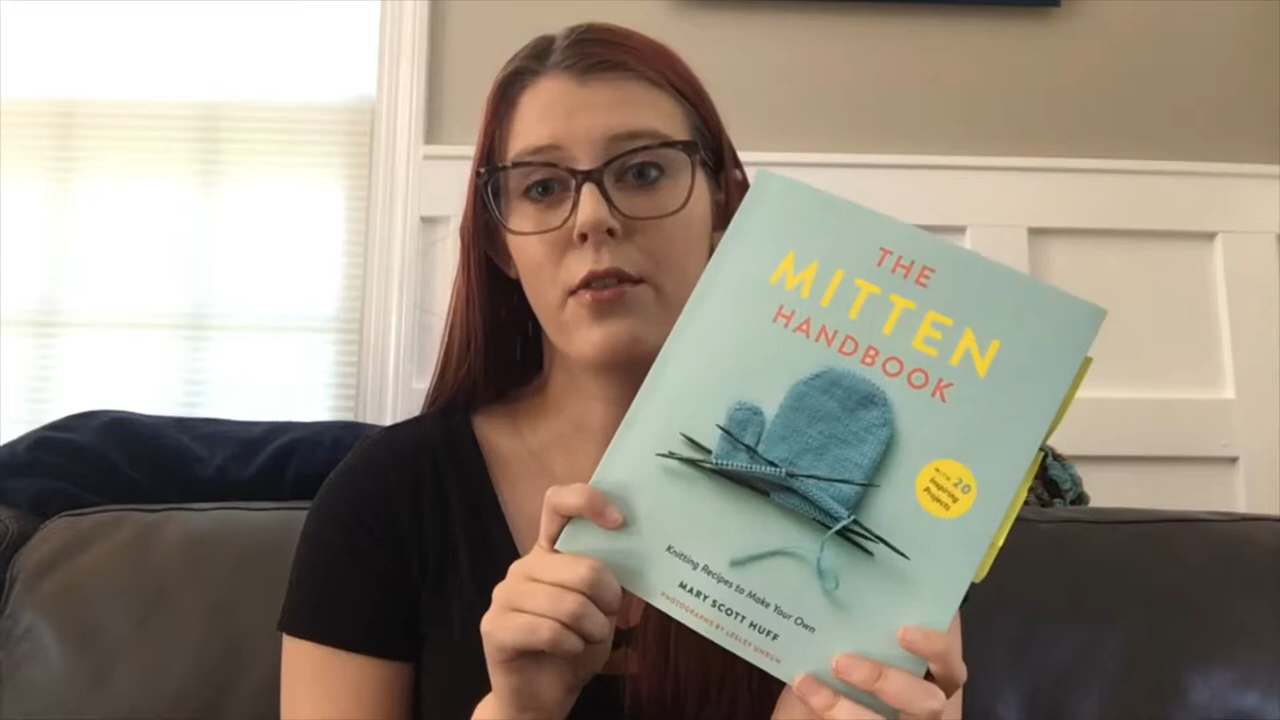 THE
MITTEN
HANDBOOK
WITH 20
Inspiring
Projects
Knitting Recipes to Make Your Own
MARY SCOTT HUFF
PHOTOGRAPHS BY LESLEY UNRUH